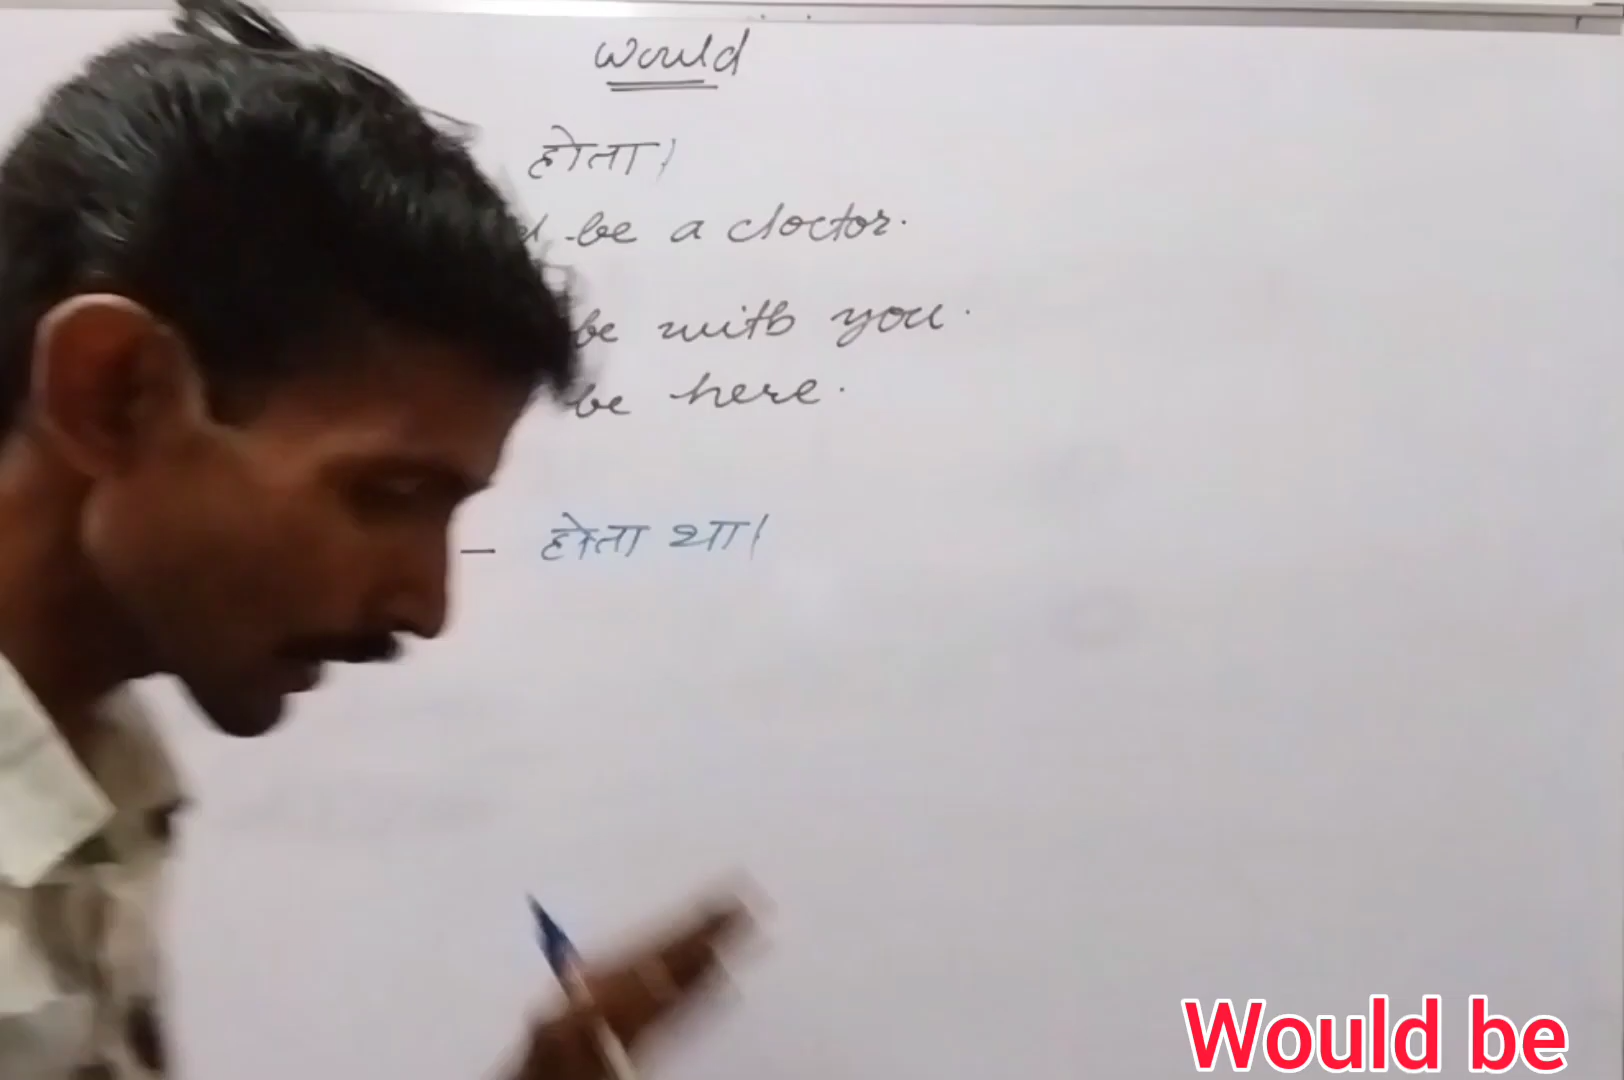 would
होता।
be a doctor.
be with you.
be here.
– होता था।
Would be